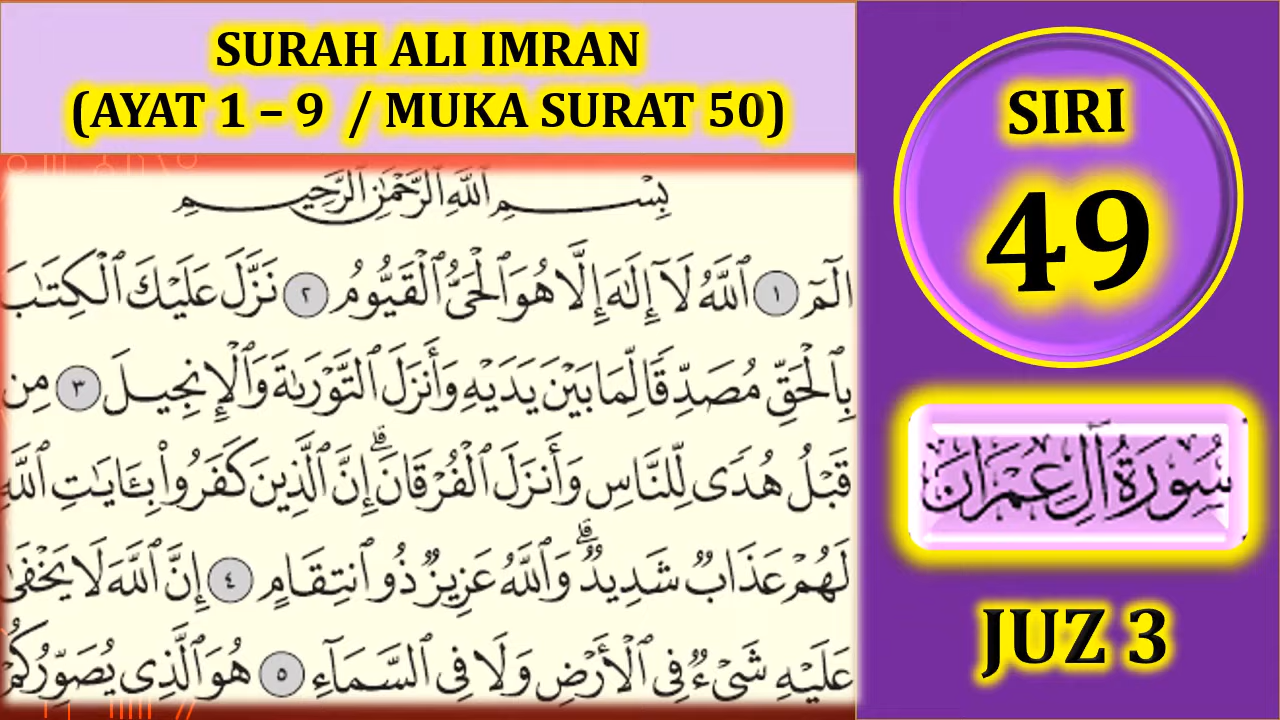 SURAH ALI IMRAN
(AYAT 1 – 9 / MUKA SURAT 50)
بِسْمِ ٱللَّهِ ٱلرَّحْمَٰنِ ٱلرَّحِيمِ
الٓمٓ ١ ٱللَّهُ لَآ إِلَٰهَ إِلَّا هُوَ ٱلْحَىُّ ٱلْقَيُّومُ ٢ نَزَّلَ عَلَيْكَ ٱلْكِتَٰبَ
بِٱلْحَقِّ مُصَدِّقًا لِّمَا بَيْنَ يَدَيْهِ وَأَنزَلَ ٱلتَّوْرَىٰةَ وَٱلْإِنجِيلَ ٣ مِن
قَبْلُ هُدًى لِّلنَّاسِ وَأَنزَلَ ٱلْفُرْقَانَ ۗ إِنَّ ٱلَّذِينَ كَفَرُوا۟ بِـَٔايَٰتِ ٱللَّهِ
لَهُمْ عَذَابٌ شَدِيدٌ ۗ وَٱللَّهُ عَزِيزٌ ذُو ٱنتِقَامٍ ٤ إِنَّ ٱللَّهَ لَا يَخْفَىٰ
عَلَيْهِ شَىْءٌ فِى ٱلْأَرْضِ وَلَا فِى ٱلسَّمَآءِ ٥ هُوَ ٱلَّذِى يُصَوِّرُكُمْ
SIRI
49
سُورَةُ آلِ عِمْرَانَ
JUZ 3